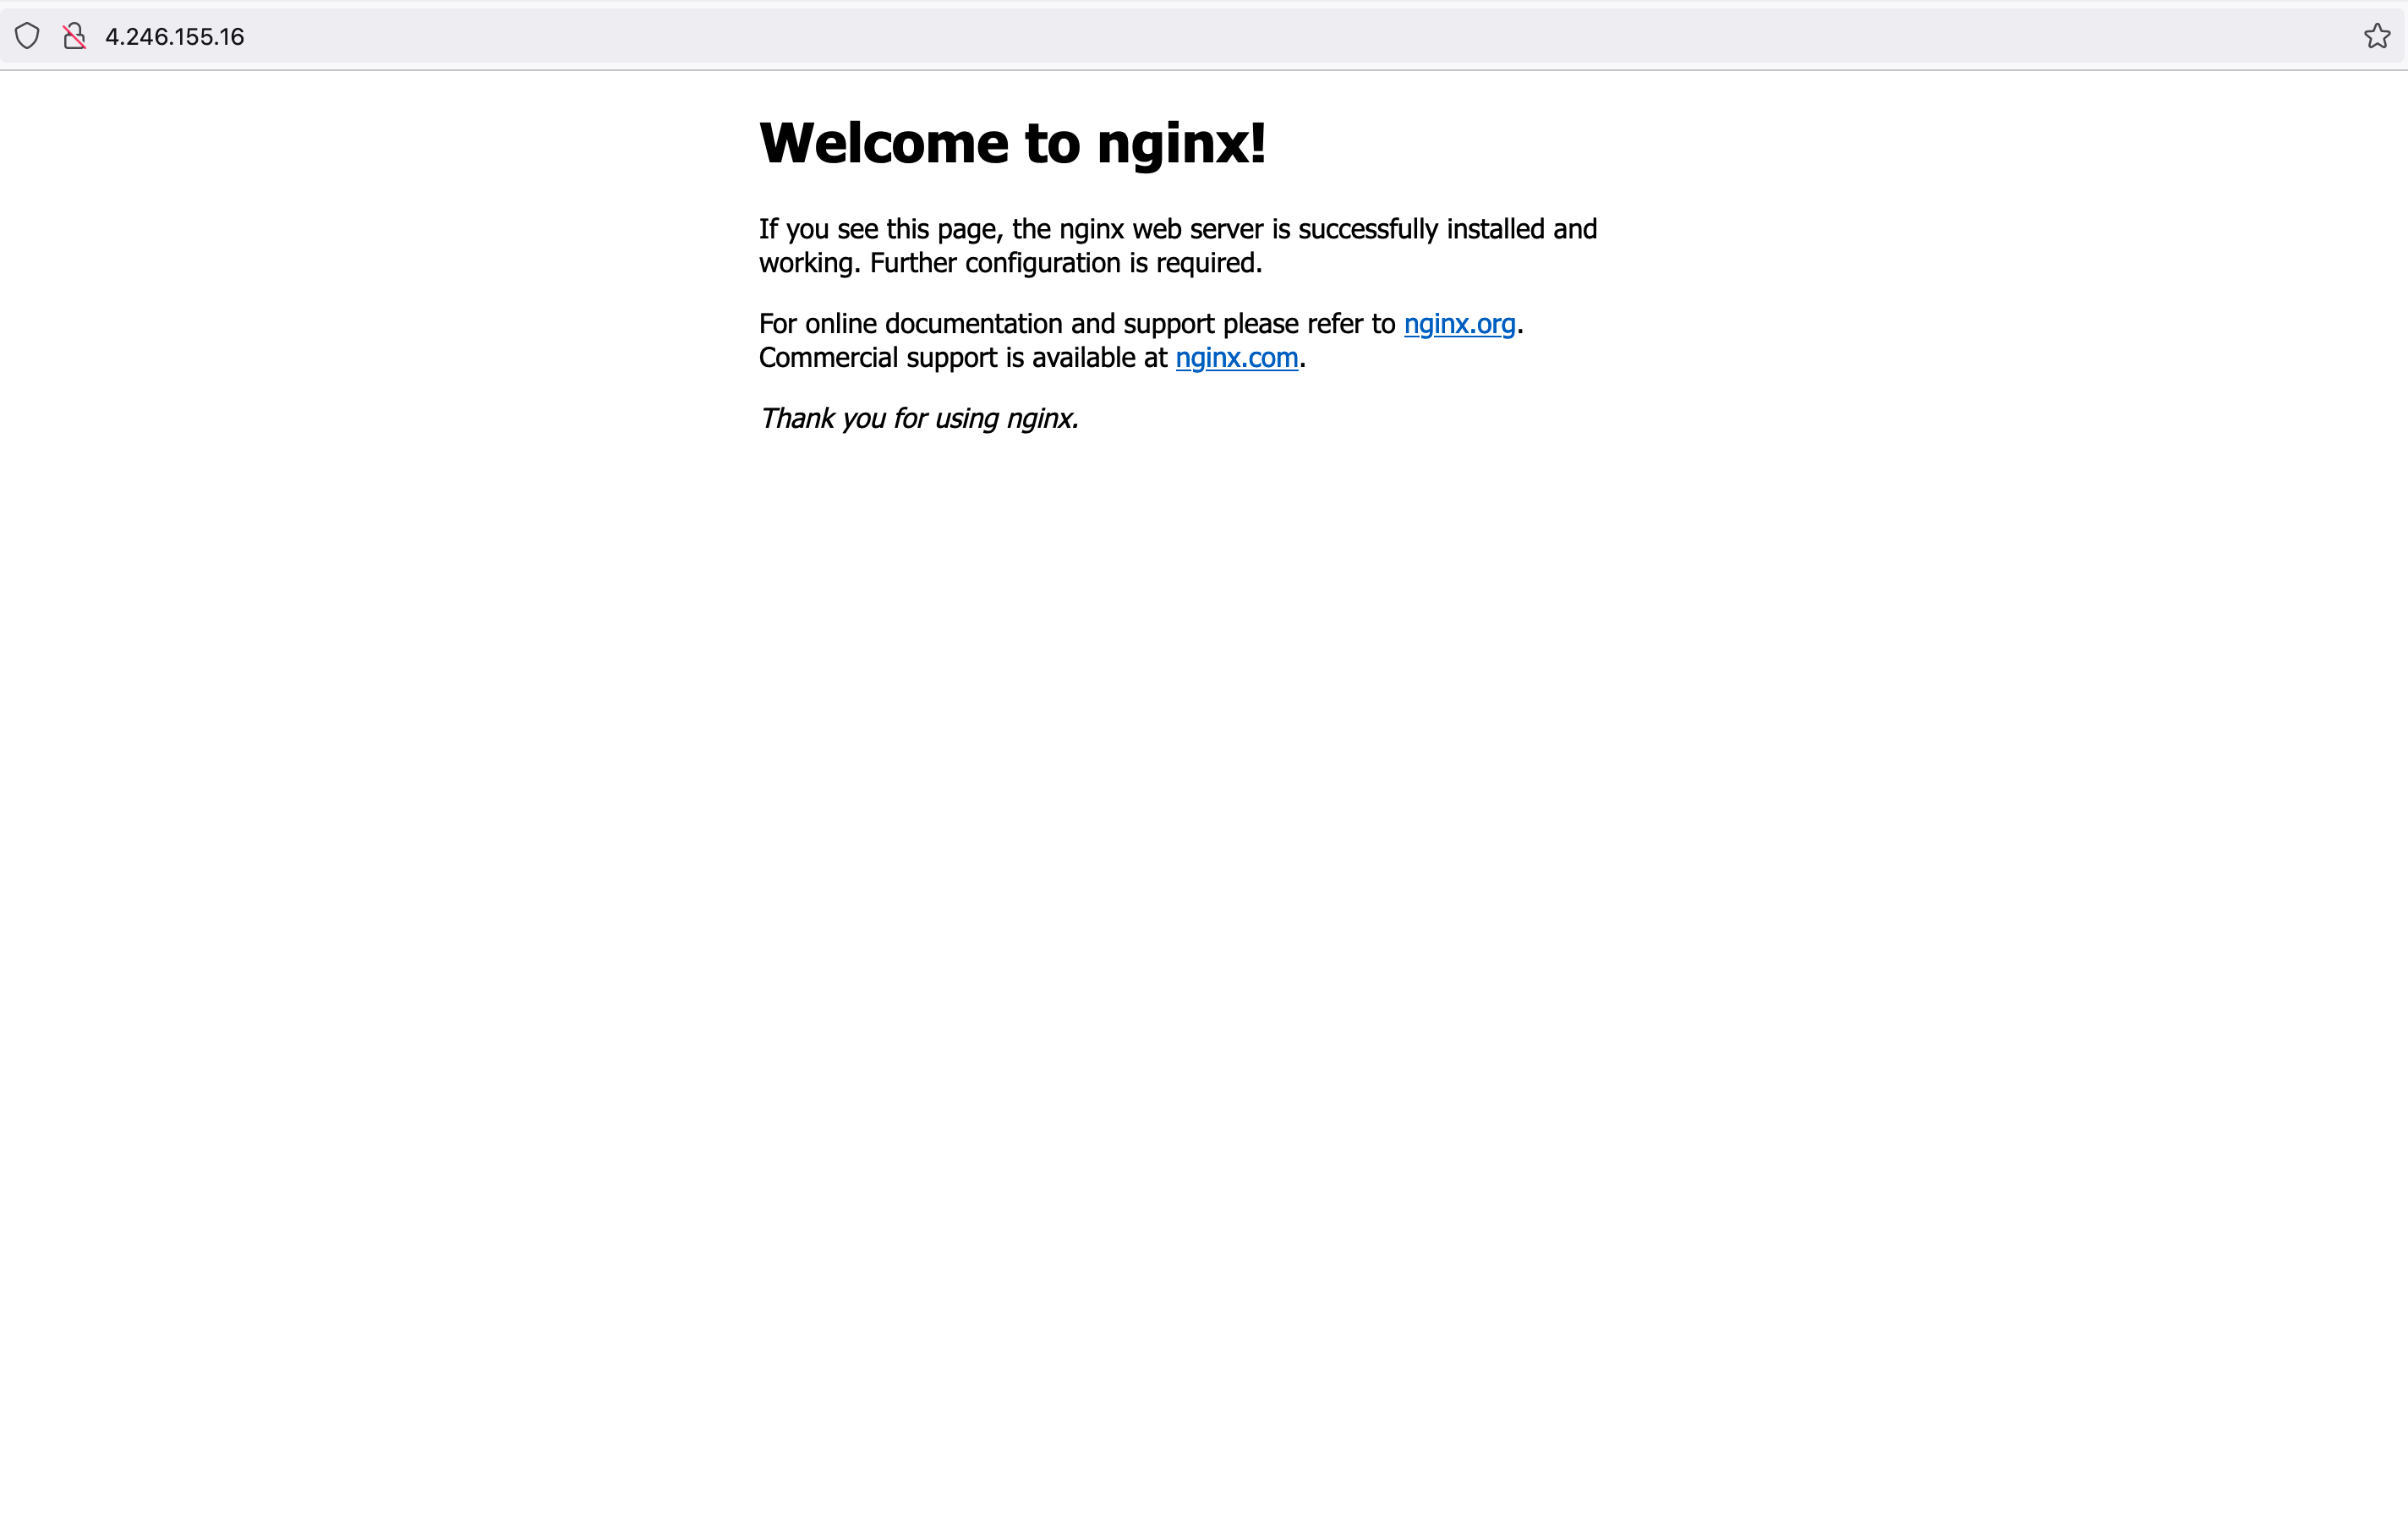 4.246.155.16
Welcome to nginx!
If you see this page, the nginx web server is successfully installed and
working. Further configuration is required.
For online documentation and support please refer to nginx.org.
Commercial support is available at nginx.com.
Thank you for using nginx.